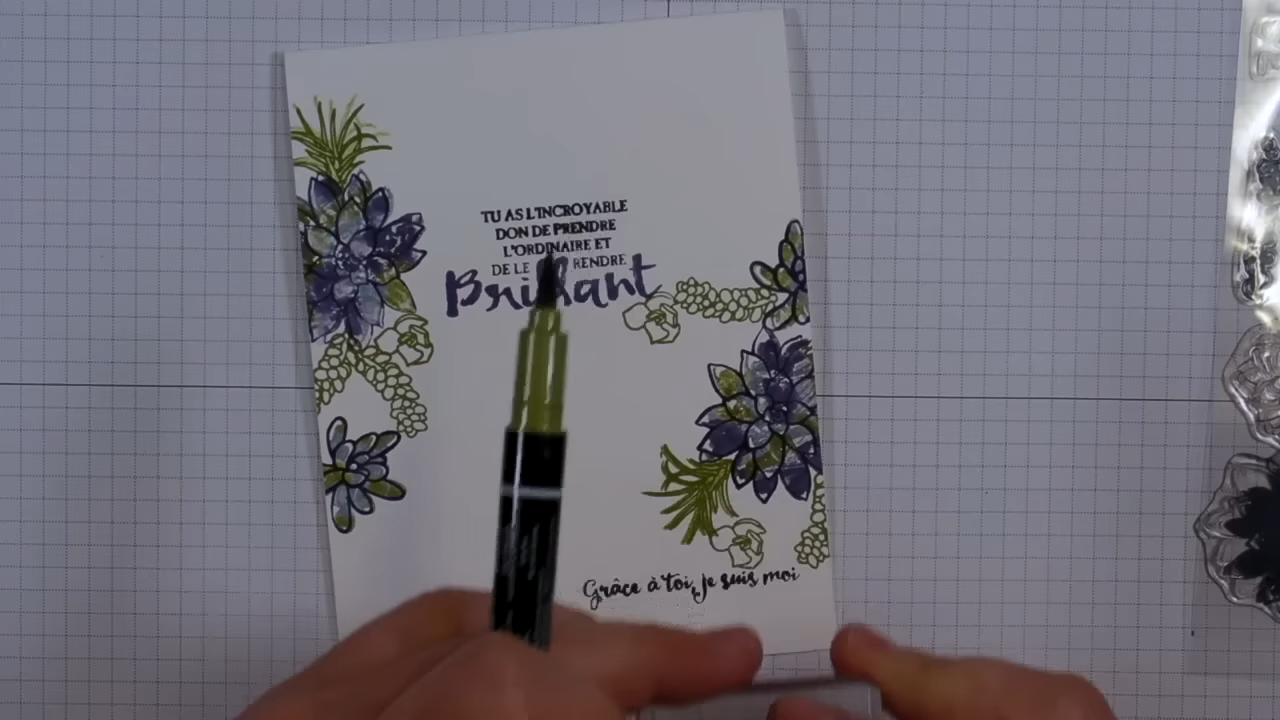 TU AS L'INCROYABLE
DON DE PRENDRE
L'ORDINAIRE ET
DE LE RENDRE
Brillant
Grâce à toi, je suis moi